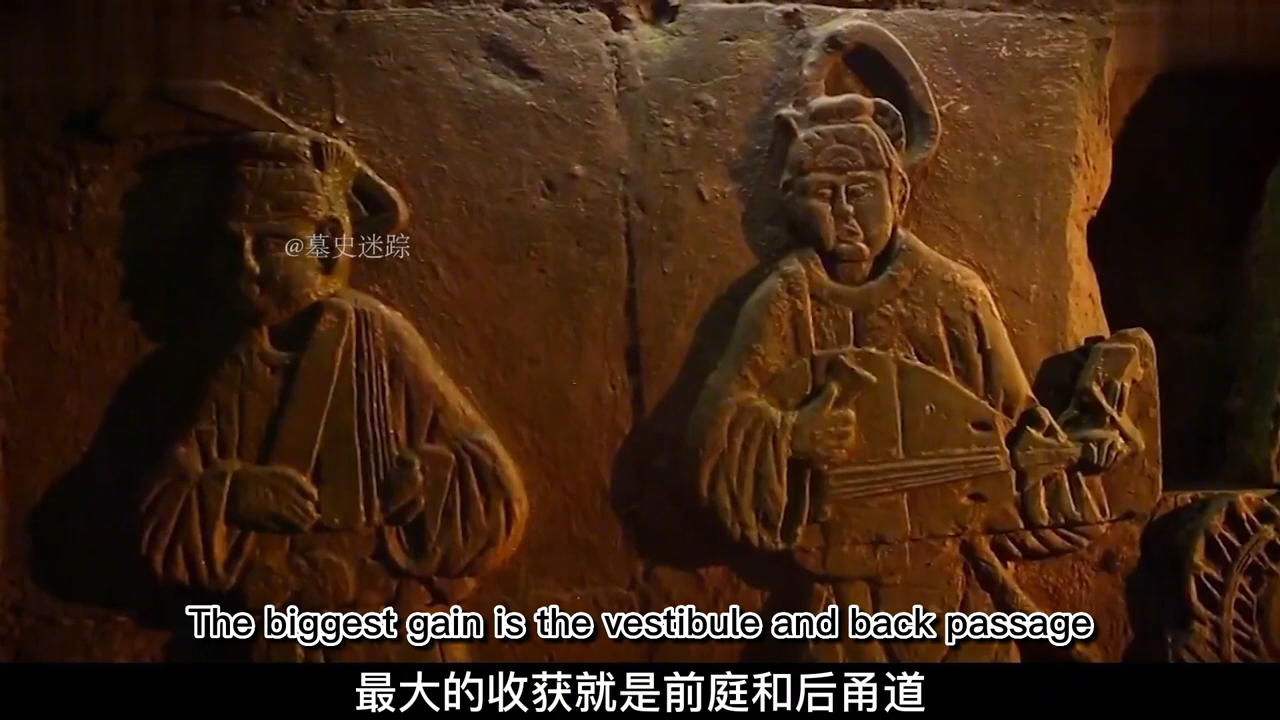 @墓史迷踪
The biggest gain is the vestibule and back passage
最大的收获就是前庭和后甬道